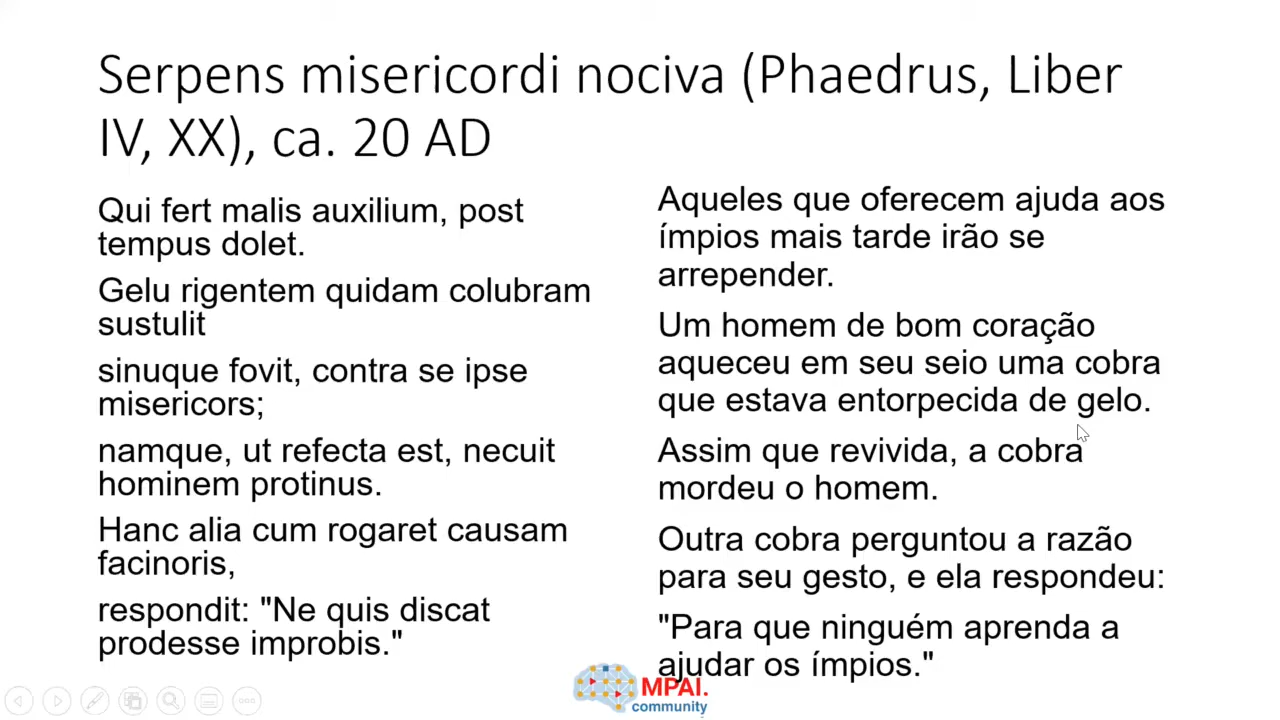 Serpens misericordi nociva (Phaedrus, Liber
IV, XX), ca. 20 AD
Qui fert malis auxilium, post
tempus dolet.
Gelu rigentem quidam colubram
sustulit
sinuque fovit, contra se ipse
misericors;
namque, ut refecta est, necuit
hominem protinus.
Hanc alia cum rogaret causam
facinoris,
respondit: "Ne quis discat
prodesse improbis."
Aqueles que oferecem ajuda aos
ímpios mais tarde irão se
arrepender.
Um homem de bom coração
aqueceu em seu seio uma cobra
que estava entorpecida de gelo.
Assim que revivida, a cobra
mordeu o homem.
Outra cobra perguntou a razão
para seu gesto, e ela respondeu:
"Para que ninguém aprenda a
ajudar os ímpios."
MPAI.
community